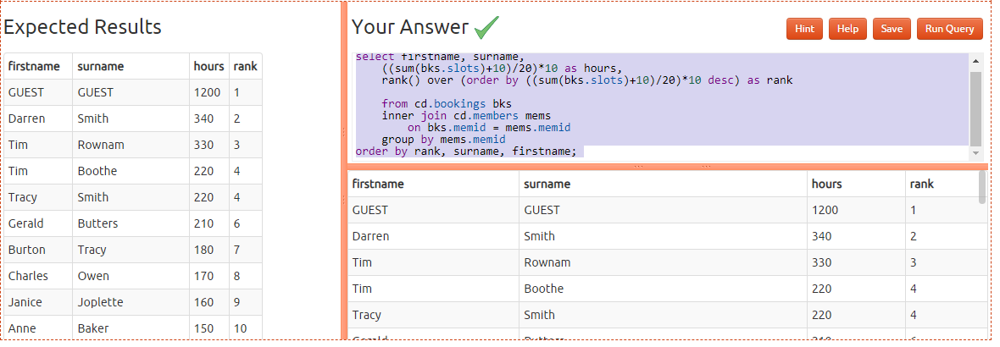 Expected Results
firstname surname hours rank
GUEST GUEST 1200 1
Darren Smith 340 2
Tim Rownam 330 3
Tim Boothe 220 4
Tracy Smith 220 4
Gerald Butters 210 6
Burton Tracy 180 7
Charles Owen 170 8
Janice Joplette 160 9
Anne Baker 150 10
Your Answer
Hint Help Save Run Query
select firstname, surname,
((sum(bks.slots)+10)/20)*10 as hours,
rank() over (order by ((sum(bks.slots)+10)/20)*10 desc) as rank
from cd.bookings bks
inner join cd.members mems
on bks.memid = mems.memid
group by mems.memid
order by rank, surname, firstname;
firstname surname hours rank
GUEST GUEST 1200 1
Darren Smith 340 2
Tim Rownam 330 3
Tim Boothe 220 4
Tracy Smith 220 4